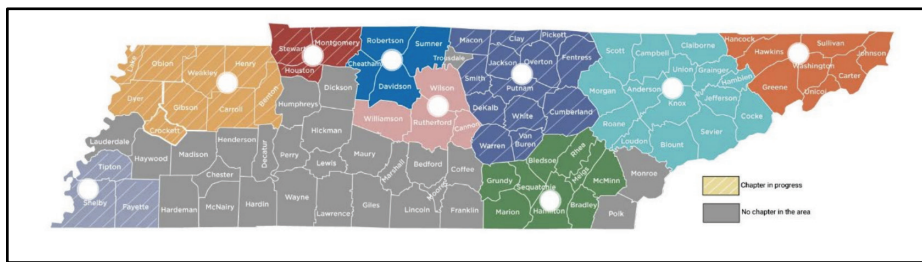 Lake
Obion
Weakley
Henry
Dyer
Gibson
Carroll
Benton
Crockett
Stewart
Montgomery
Houston
Robertson
Sumner
Cheatham
Davidson
Trousdale
Wilson
Williamson
Rutherford
Cannon
Macon
Clay
Pickett
Jackson
Overton
Fentress
Smith
Putnam
DeKalb
White
Cumberland
Warren
Van
Buren
Scott
Campbell
Claiborne
Union
Grainger
Hamblen
Morgan
Anderson
Knox
Jefferson
Cocke
Roane
Loudon
Blount
Sevier
Hancock
Hawkins
Sullivan
Johnson
Washington
Carter
Greene
Unicoi
Dickson
Humphreys
Hickman
Lauderdale
Haywood
Madison
Henderson
Decatur
Perry
Lewis
Maury
Marshall
Bedford
Coffee
Chester
Moore
Tipton
Shelby
Fayette
Hardeman
McNairy
Hardin
Wayne
Lawrence
Giles
Lincoln
Franklin
Bledsoe
Rhea
Meigs
McMinn
Grundy
Sequatchie
Marion
Hamilton
Bradley
Monroe
Polk
Chapter in progress
No chapter in the area